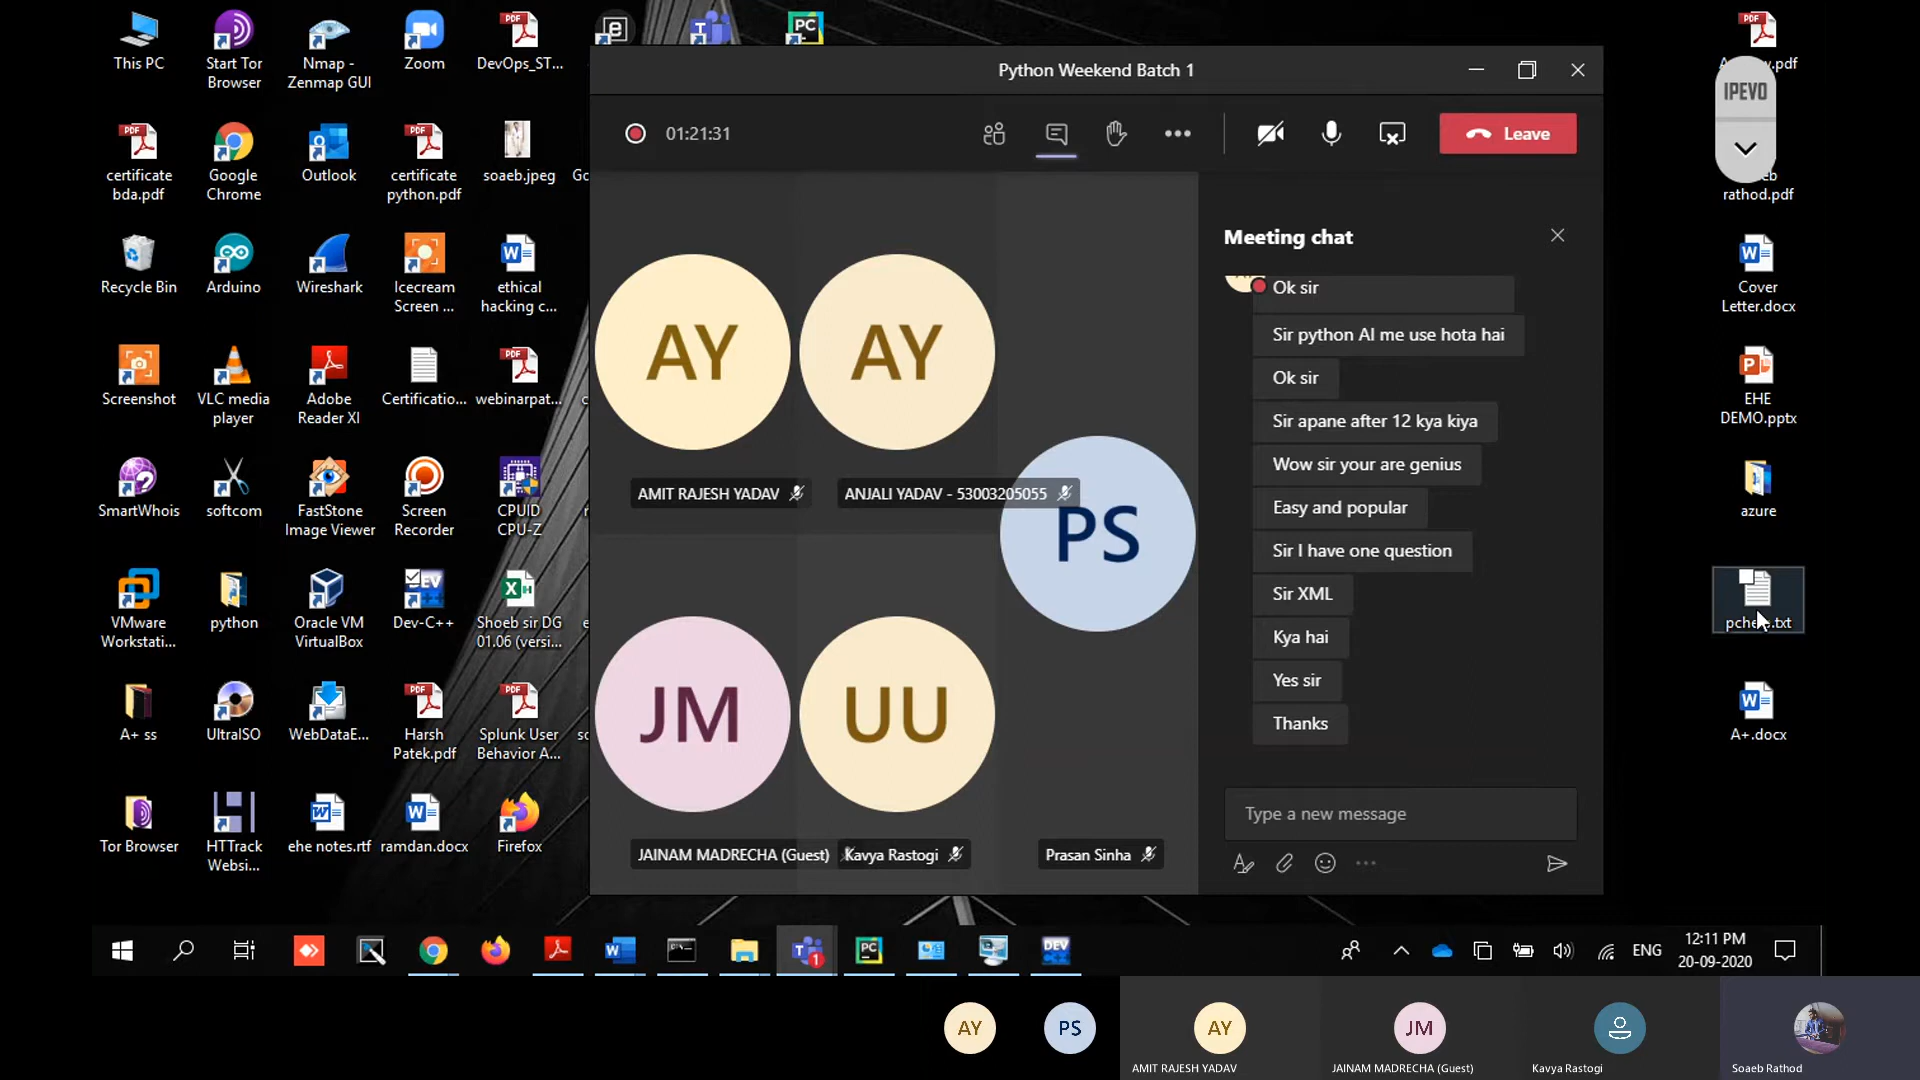 This PC
Start Tor
Browser
Nmap -
Zenmap GUI
Zoom
DevOps_ST...
certificate
bda.pdf
Google
Chrome
Outlook
certificate
python.pdf
soaeb.jpeg
Recycle Bin
Arduino
Wireshark
Icecream
Screen ...
ethical
hacking c...
Screenshot
VLC media
player
Adobe
Reader XI
Certificatio...
webinarpat...
SmartWhois
softcom
FastStone
Image Viewer
Screen
Recorder
CPUID
CPU-Z
VMware
Workstati...
python
Oracle VM
VirtualBox
Dev-C++
Shoeb sir DG
01.06 (versi...
A+ ss
UltraISO
WebDataE...
Harsh
Patek.pdf
Splunk User
Behavior A...
Tor Browser
HTTrack
Websi...
ehe notes.rtf
ramdan.docx
Firefox
Python Weekend Batch 1
01:21:31
Leave
AY
AY
PS
JM
UU
AMIT RAJESH YADAV
ANJALI YADAV - 53003205055
JAINAM MADRECHA (Guest)
Kavya Rastogi
Prasan Sinha
Meeting chat
Ok sir
Sir python AI me use hota hai
Ok sir
Sir apane after 12 kya kiya
Wow sir your are genius
Easy and popular
Sir I have one question
Sir XML
Kya hai
Yes sir
Thanks
Type a new message
IPEVO
rathod.pdf
Cover
Letter.docx
EHE
DEMO.pptx
azure
A+.docx
ENG
12:11 PM
20-09-2020
AY
PS
AY
AMIT RAJESH YADAV
JM
JAINAM MADRECHA (Guest)
Kavya Rastogi
Soaeb Rathod